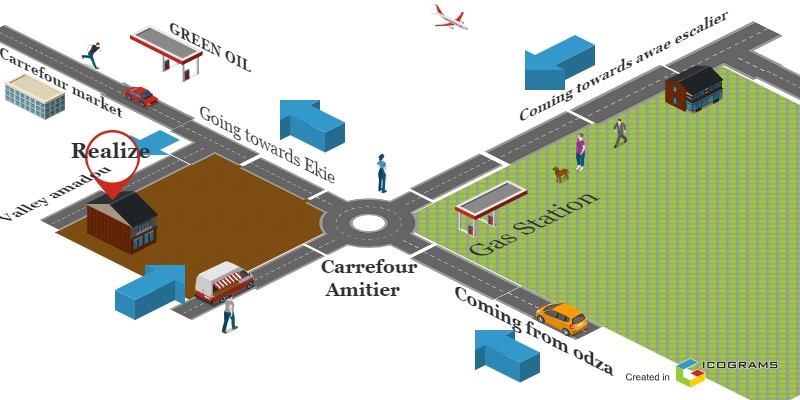 GREEN OIL
Carrefour market
Going towards Ekie
Coming towards awae escalier
Realize
Valley amadou
Gas Station
Carrefour
Amitier
Coming from odza
Created in ICOGRAMS